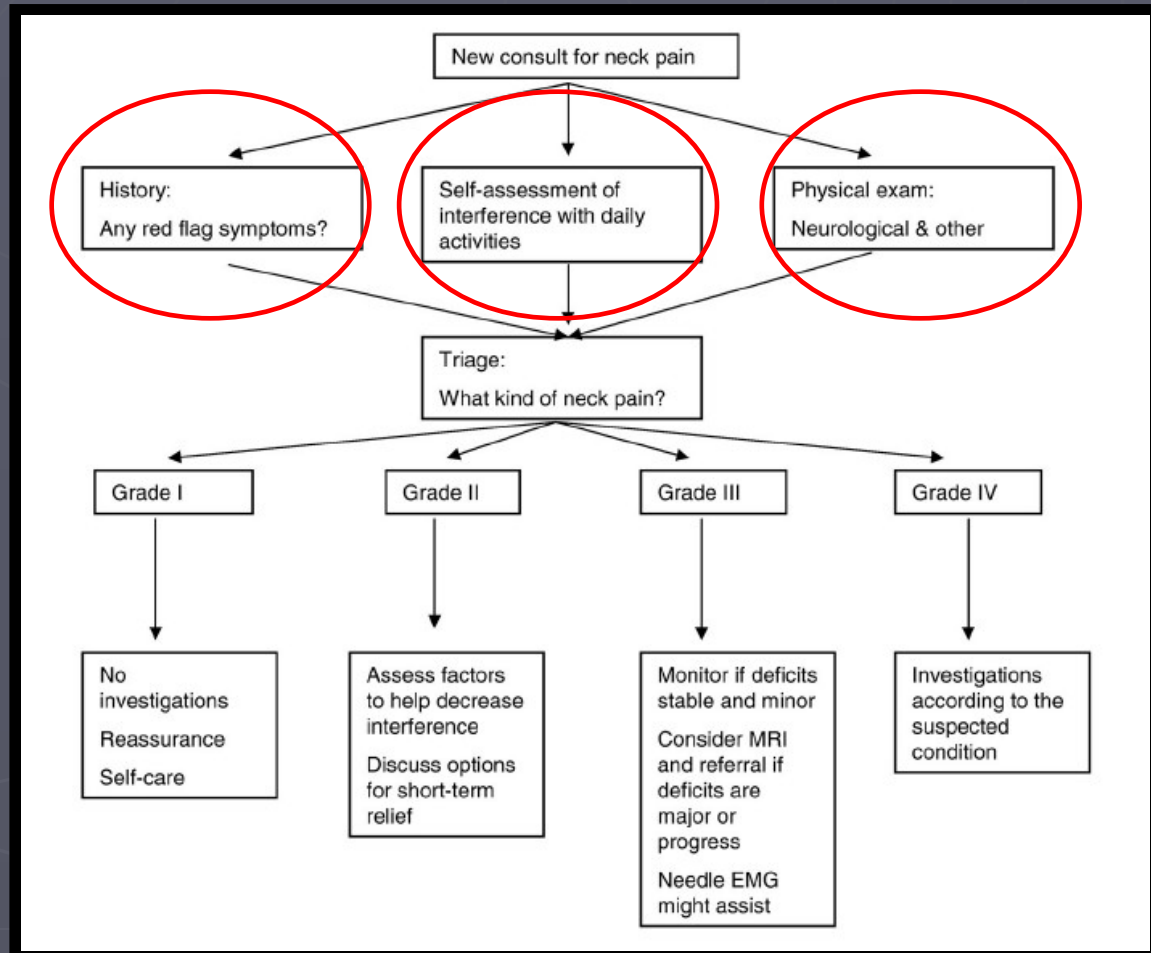 New consult for neck pain
History:
Any red flag symptoms?
Self-assessment of
interference with daily
activities
Physical exam:
Neurological & other
Triage:
What kind of neck pain?
Grade I
Grade II
Grade III
Grade IV
No
investigations
Reassurance
Self-care
Assess factors
to help decrease
interference
Discuss options
for short-term
relief
Monitor if deficits
stable and minor
Consider MRI
and referral if
deficits are
major or
progress
Needle EMG
might assist
Investigations
according to the
suspected
condition